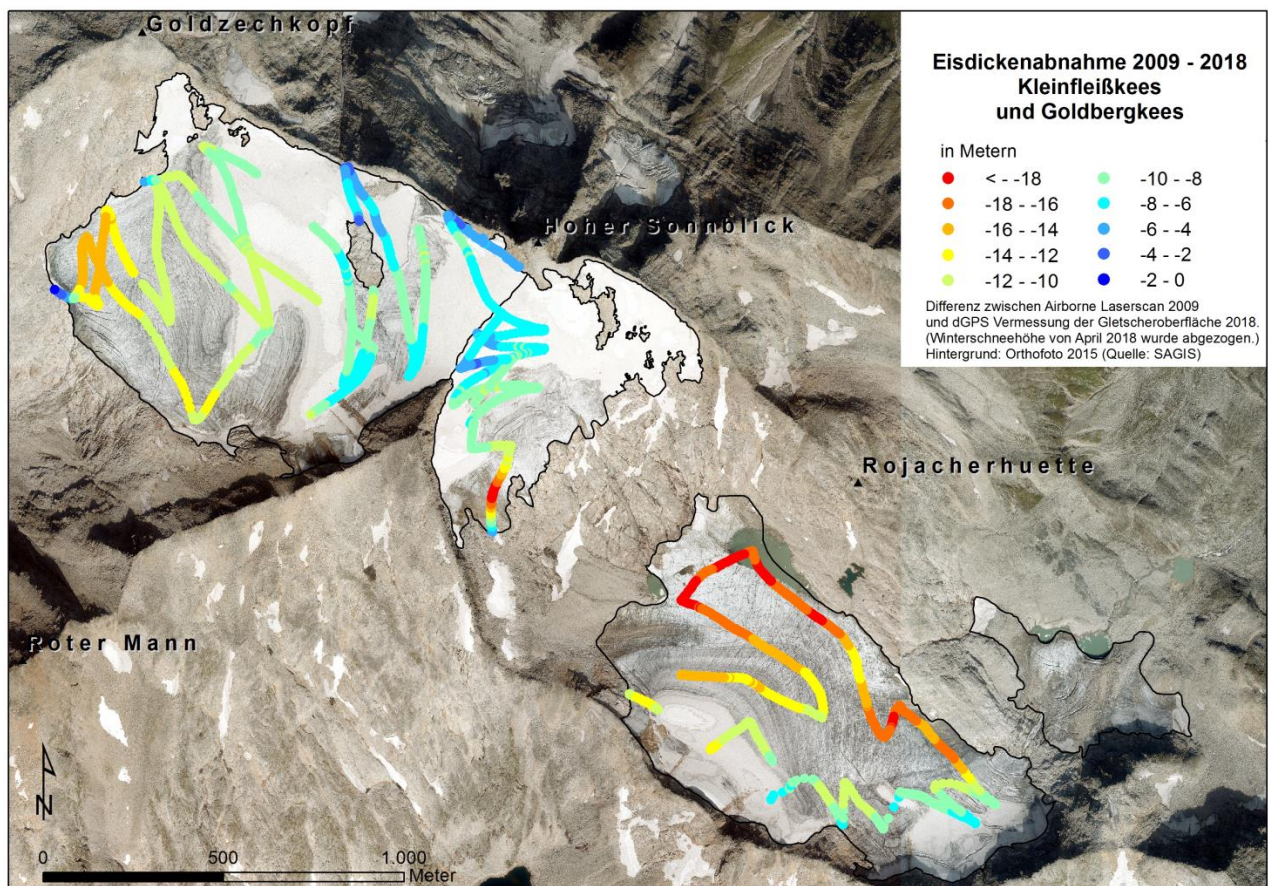 Goldzechkopf
Eisdickenabnahme 2009 - 2018
Kleinfleißkees
und Goldbergkees
in Metern
< - -18
-10 - -8
-18 - -16
-8 - -6
-16 - -14
-6 - -4
-14 - -12
-4 - -2
-12 - -10
-2 - 0
Differenz zwischen Airborne Laserscan 2009
und dGPS Vermessung der Gletscheroberfläche 2018.
(Winterschneehöhe von April 2018 wurde abgezogen.)
Hintergrund: Orthofoto 2015 (Quelle: SAGIS)
Hoher Sonnblick
Rojacherhuette
Roter Mann
N
0 500 1.000
Meter